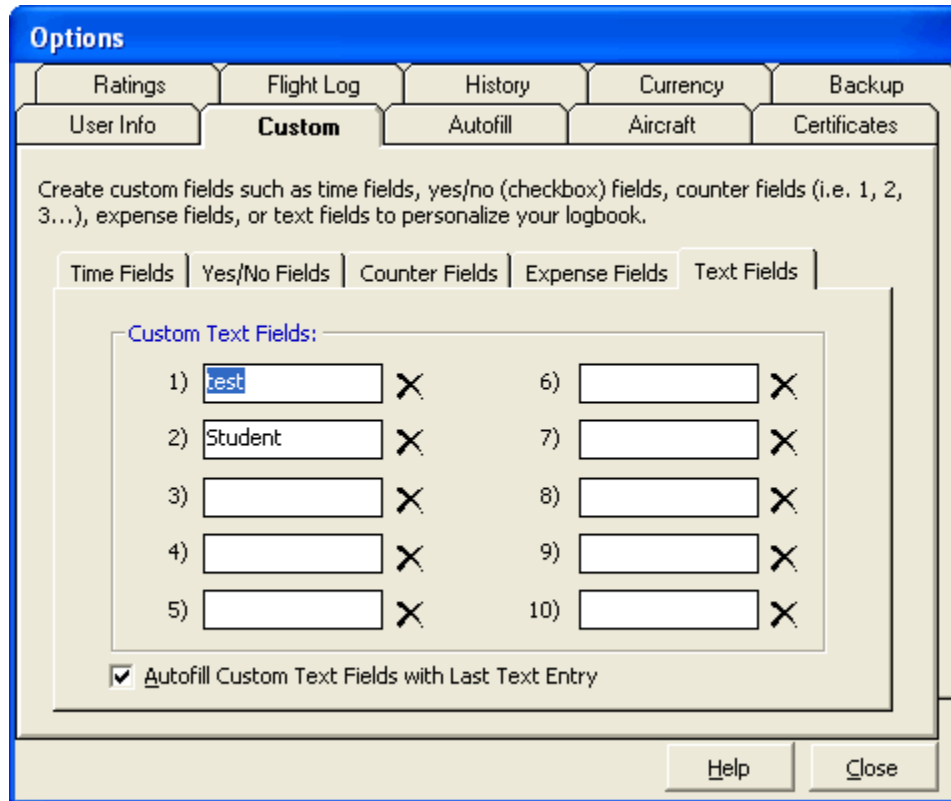 Options
Ratings Flight Log History Currency Backup
User Info Custom Autofill Aircraft Certificates
Create custom fields such as time fields, yes/no (checkbox) fields, counter fields (i.e. 1, 2,
3...), expense fields, or text fields to personalize your logbook.
Time Fields Yes/No Fields Counter Fields Expense Fields Text Fields
Custom Text Fields:
1) test 6)
2) Student 7)
3) 8)
4) 9)
5) 10)
Autofill Custom Text Fields with Last Text Entry
Help Close